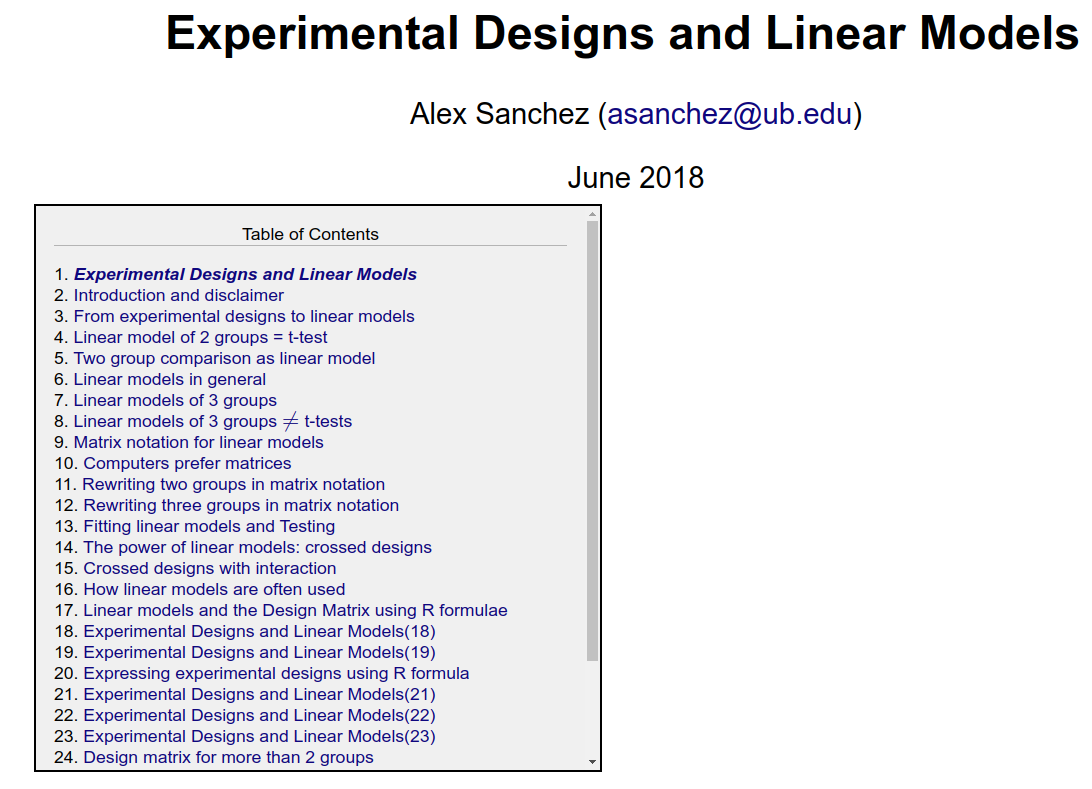 Experimental Designs and Linear Models
Alex Sanchez (asanchez@ub.edu)
June 2018
Table of Contents
1. Experimental Designs and Linear Models
2. Introduction and disclaimer
3. From experimental designs to linear models
4. Linear model of 2 groups = t-test
5. Two group comparison as linear model
6. Linear models in general
7. Linear models of 3 groups
8. Linear models of 3 groups ≠ t-tests
9. Matrix notation for linear models
10. Computers prefer matrices
11. Rewriting two groups in matrix notation
12. Rewriting three groups in matrix notation
13. Fitting linear models and Testing
14. The power of linear models: crossed designs
15. Crossed designs with interaction
16. How linear models are often used
17. Linear models and the Design Matrix using R formulae
18. Experimental Designs and Linear Models(18)
19. Experimental Designs and Linear Models(19)
20. Expressing experimental designs using R formula
21. Experimental Designs and Linear Models(21)
22. Experimental Designs and Linear Models(22)
23. Experimental Designs and Linear Models(23)
24. Design matrix for more than 2 groups